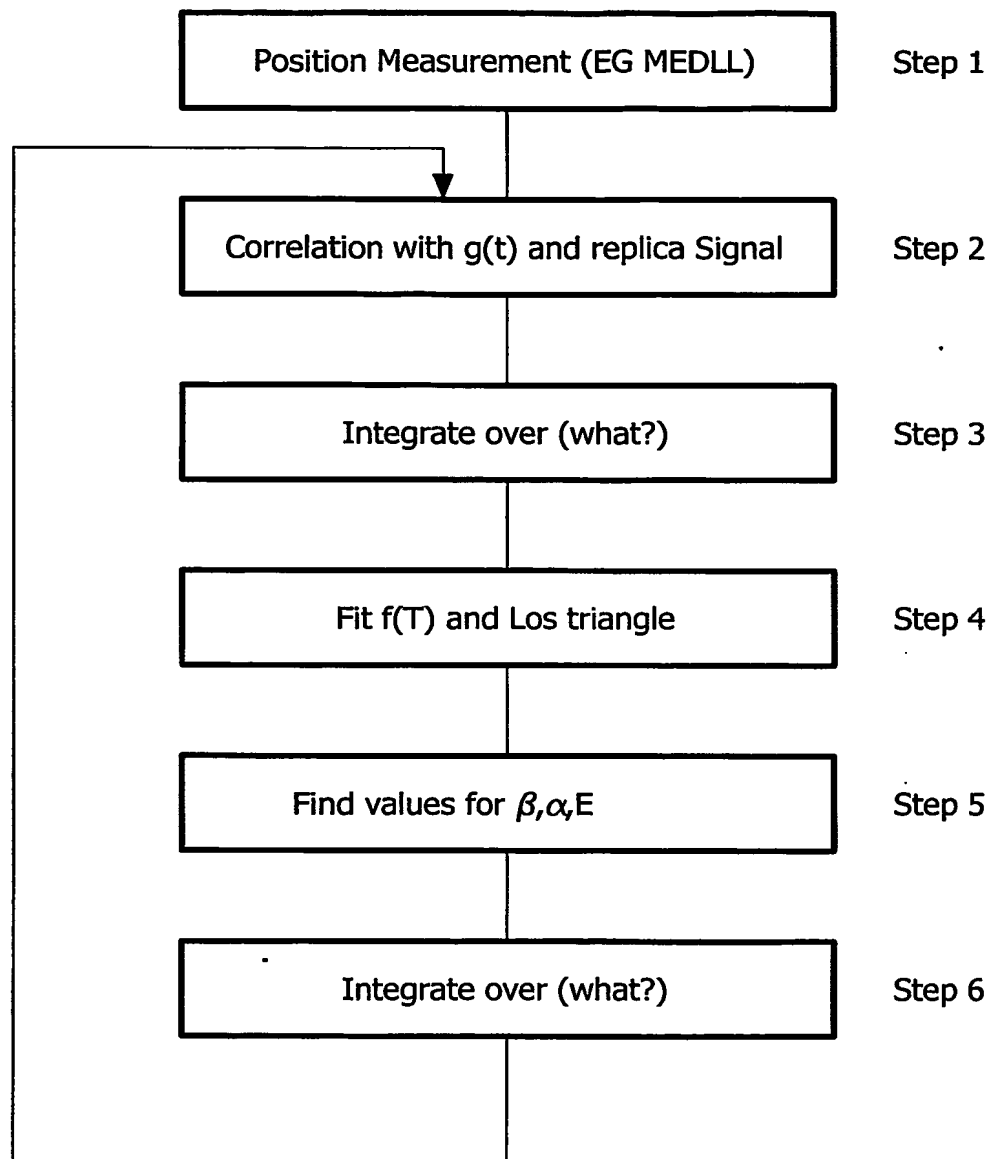 Position Measurement (EG MEDLL) Step 1
Correlation with g(t) and replica Signal Step 2
Integrate over (what?) Step 3
Fit f(T) and Los triangle Step 4
Find values for β,α,E Step 5
Integrate over (what?) Step 6